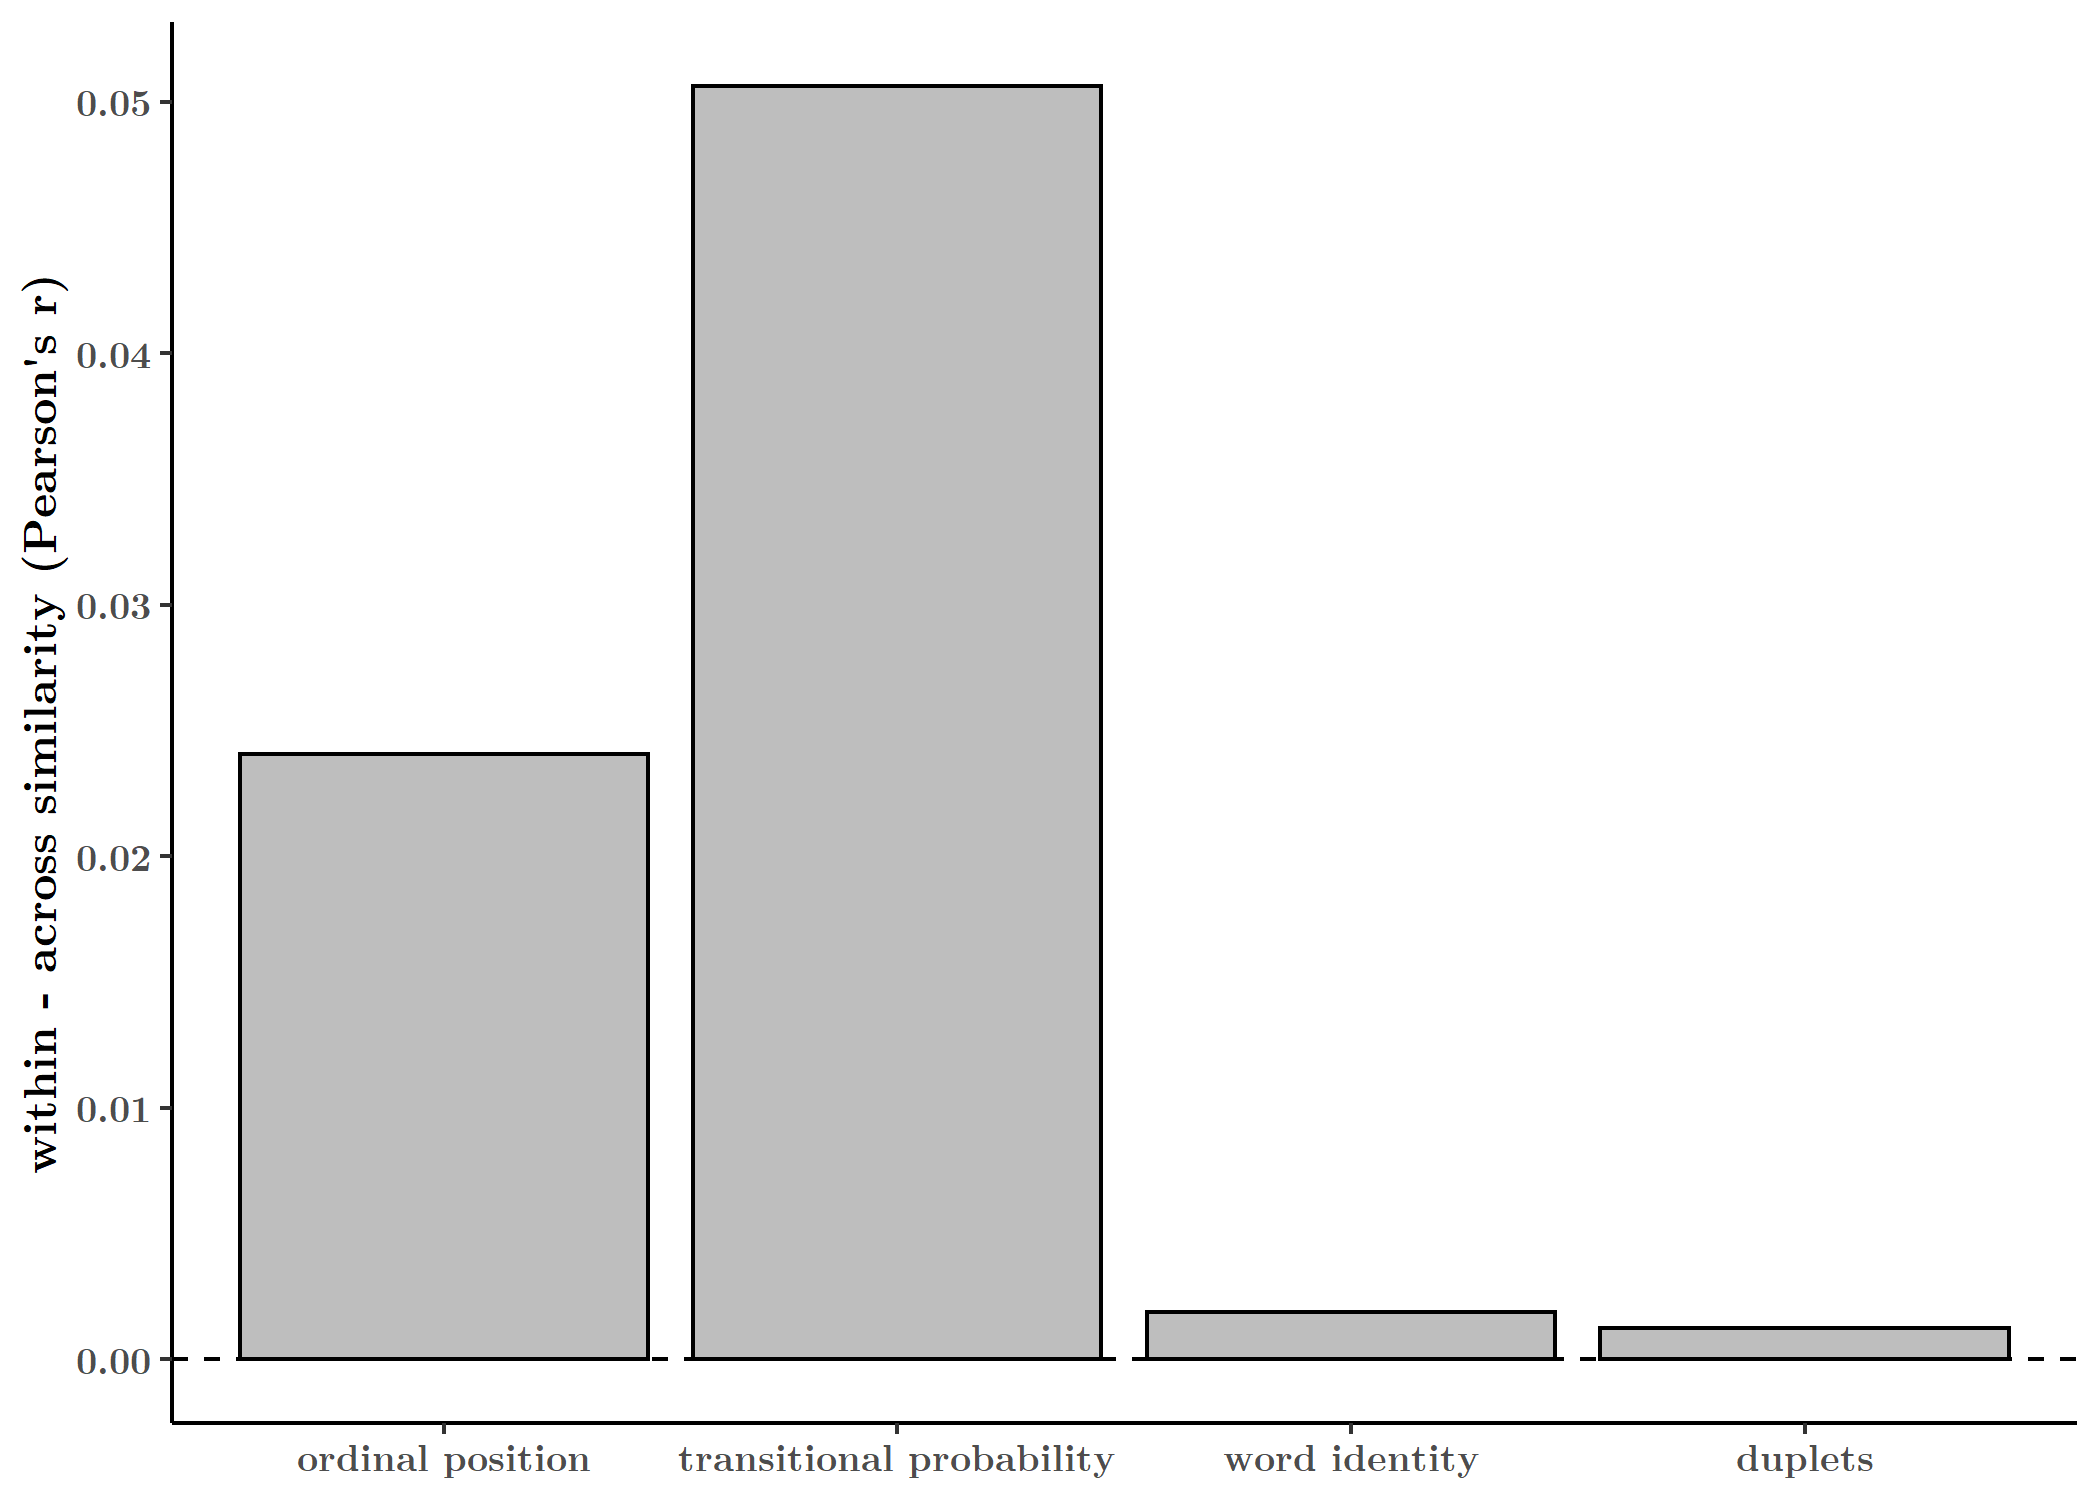 within - across similarity (Pearson's r)
0.05
0.04
0.03
0.02
0.01
0.00
ordinal position
transitional probability
word identity
duplets